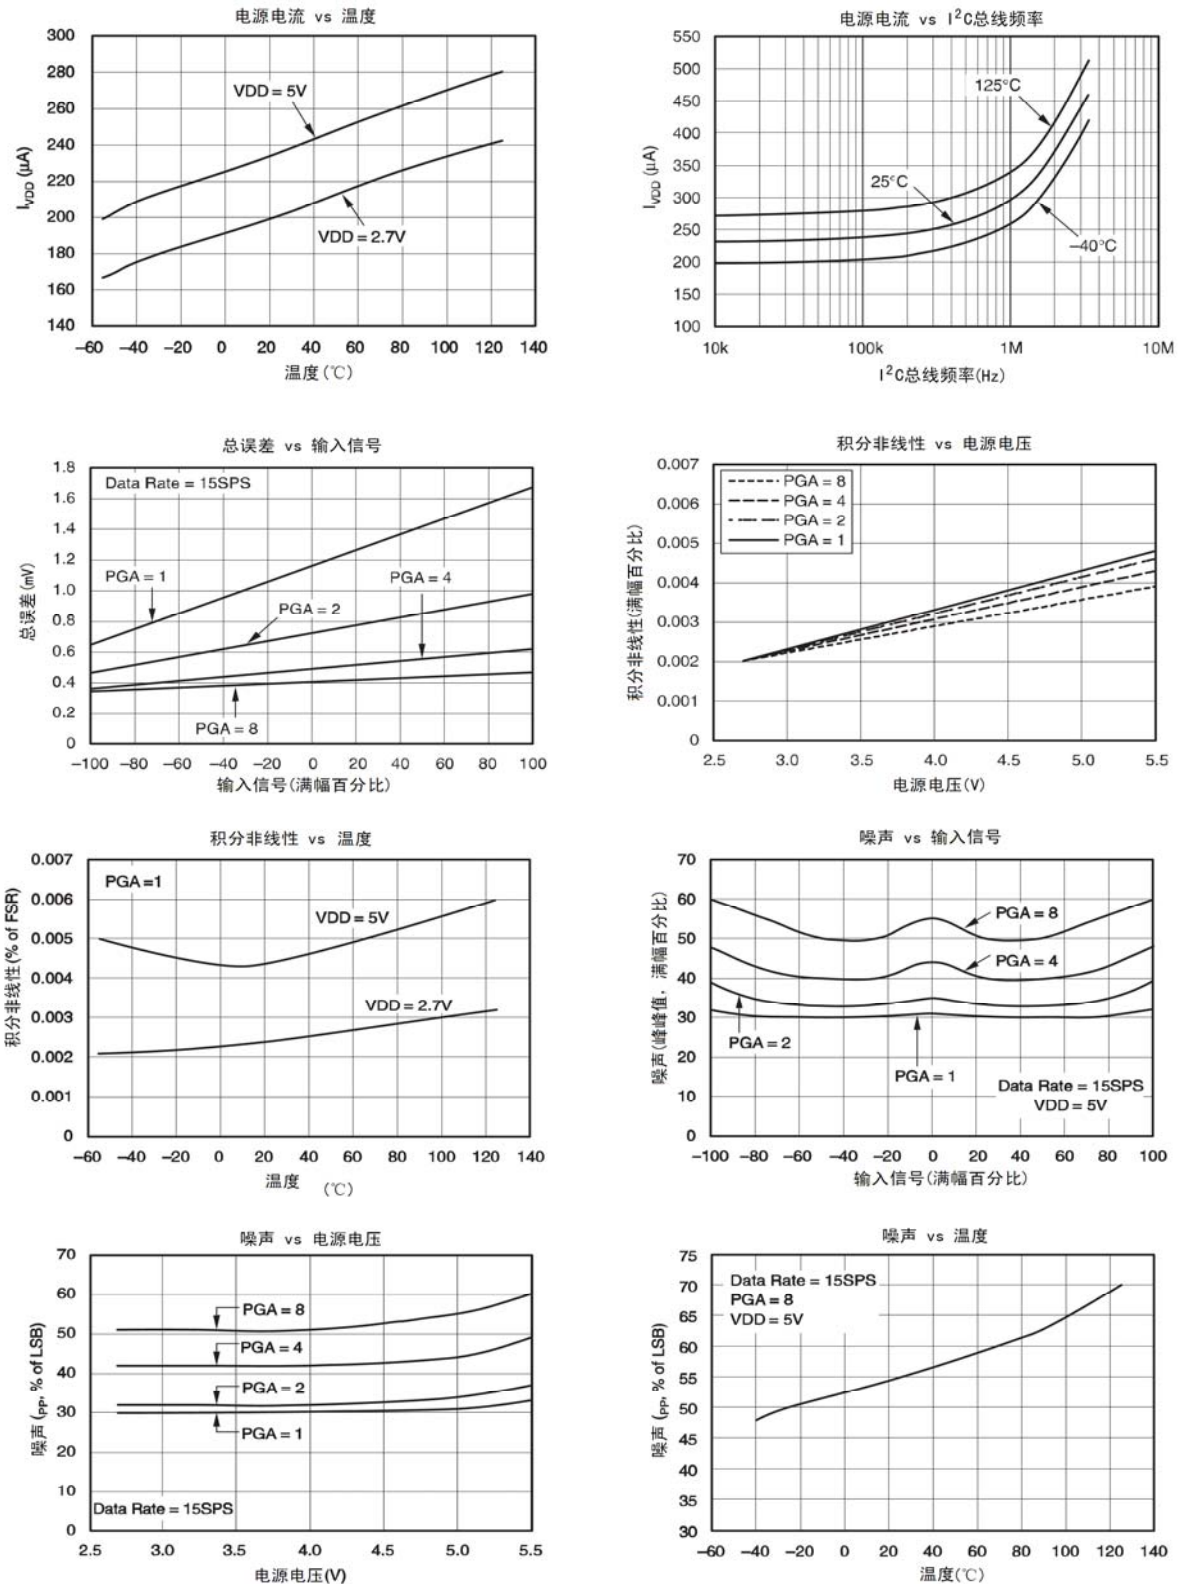 电源电流 vs 温度
300
280
260
240
220
200
180
160
140
I_VDD (μA)
VDD = 5V
VDD = 2.7V
−60 −40 −20 0 20 40 60 80 100 120 140
温度(℃)
电源电流 vs I²C总线频率
550
500
450
400
350
300
250
200
150
100
I_VDD (μA)
125°C
25°C
−40°C
10k 100k 1M 10M
I²C总线频率(Hz)
总误差 vs 输入信号
1.8
1.6
1.4
1.2
1.0
0.8
0.6
0.4
0.2
0
总误差(mV)
Data Rate = 15SPS
PGA = 1
PGA = 4
PGA = 2
PGA = 8
−100 −80 −60 −40 −20 0 20 40 60 80 100
输入信号(满幅百分比)
积分非线性 vs 电源电压
0.007
0.006
0.005
0.004
0.003
0.002
0.001
0
积分非线性(满幅百分比)
PGA = 8
PGA = 4
PGA = 2
PGA = 1
2.5 3.0 3.5 4.0 4.5 5.0 5.5
电源电压(V)
积分非线性 vs 温度
0.007
0.006
0.005
0.004
0.003
0.002
0.001
0
积分非线性(% of FSR)
PGA=1
VDD = 5V
VDD = 2.7V
−60 −40 −20 0 20 40 60 80 100 120 140
温度 (℃)
噪声 vs 输入信号
70
60
50
40
30
20
10
0
噪声(峰峰值，满幅百分比)
PGA = 8
PGA = 4
PGA = 2
PGA = 1
Data Rate = 15SPS
VDD = 5V
−100 −80 −60 −40 −20 0 20 40 60 80 100
输入信号(满幅百分比)
噪声 vs 电源电压
70
60
50
40
30
20
10
0
噪声 (PP, % of LSB)
PGA = 8
PGA = 4
PGA = 2
PGA = 1
Data Rate = 15SPS
2.5 3.0 3.5 4.0 4.5 5.0 5.5
电源电压(V)
噪声 vs 温度
75
70
65
60
55
50
45
40
35
30
噪声 (PP, % of LSB)
Data Rate = 15SPS
PGA = 8
VDD = 5V
−60 −40 −20 0 20 40 60 80 100 120 140
温度(℃)